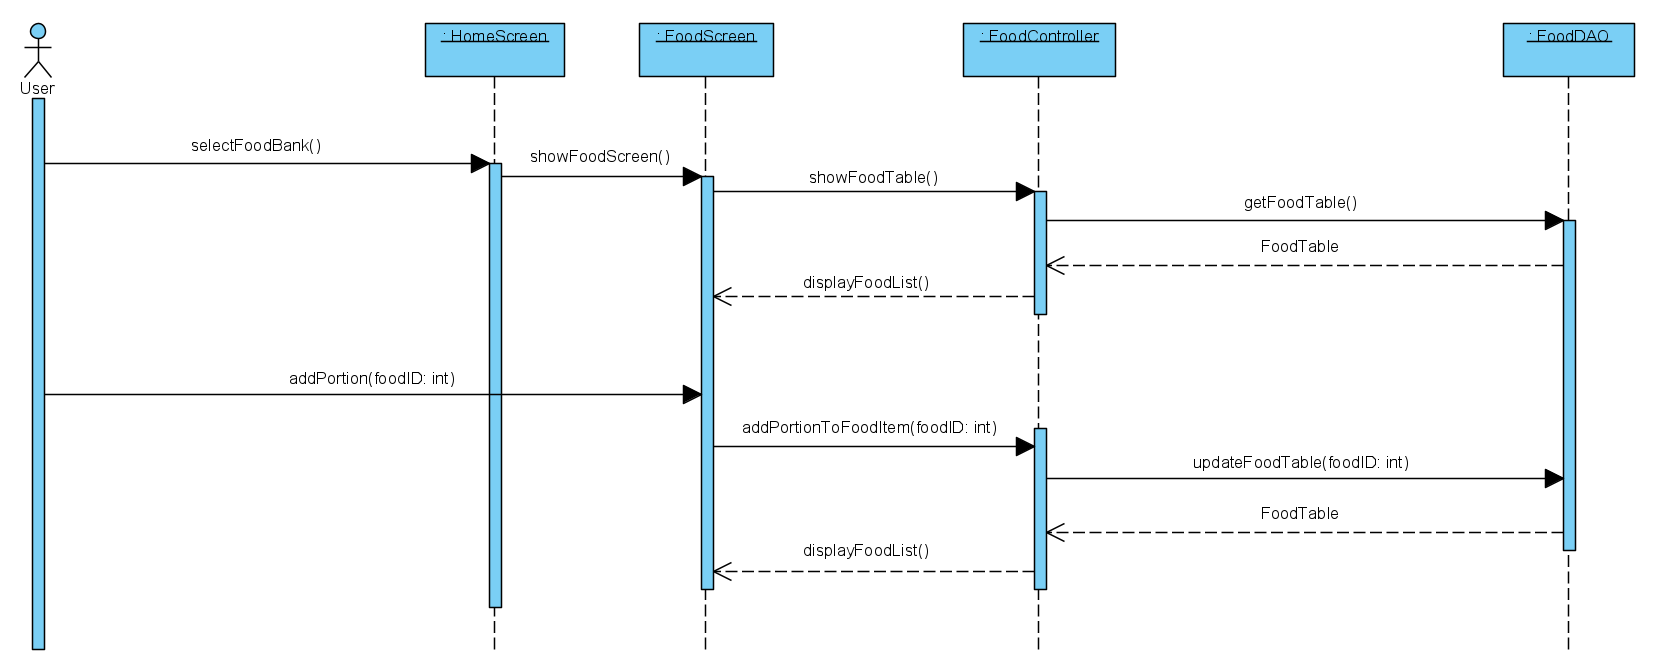 : HomeScreen
: FoodScreen
: FoodController
: FoodDAO
User
selectFoodBank()
showFoodScreen()
showFoodTable()
getFoodTable()
FoodTable
displayFoodList()
addPortion(foodID: int)
addPortionToFoodItem(foodID: int)
updateFoodTable(foodID: int)
FoodTable
displayFoodList()